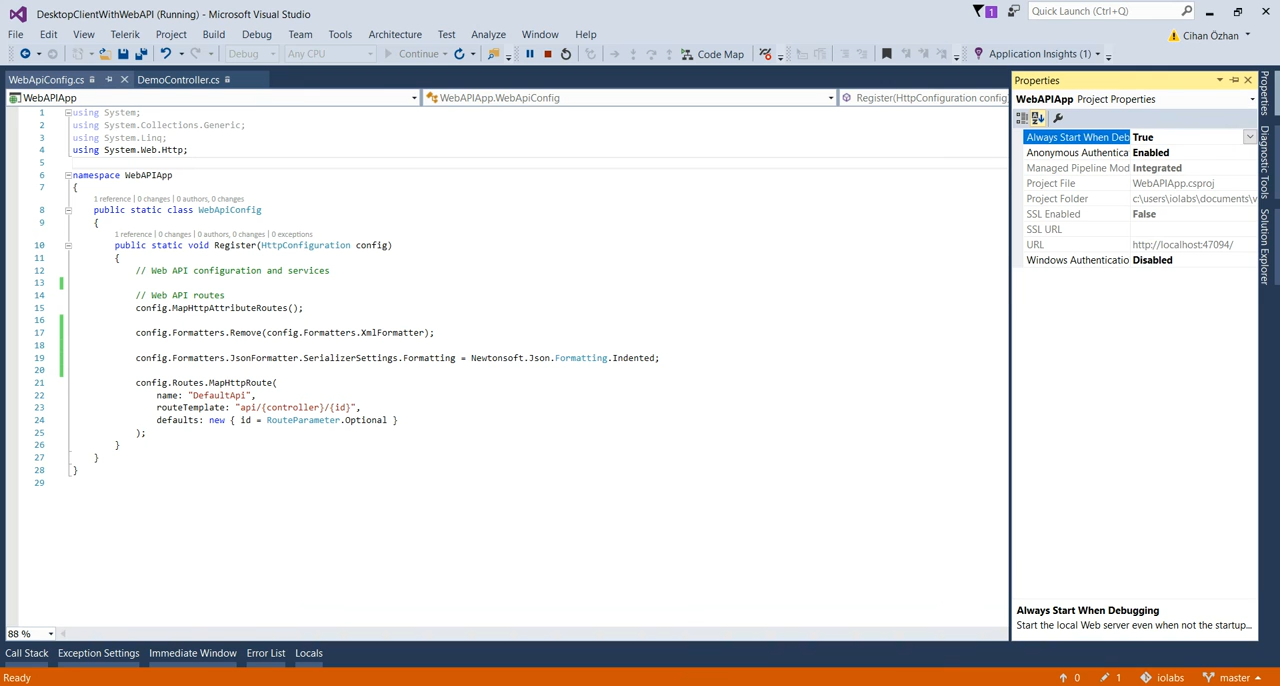 DesktopClientWithWebAPI (Running) - Microsoft Visual Studio
1
Quick Launch (Ctrl+Q)
File Edit View Telerik Project Build Debug Team Tools Architecture Test Analyze Window Help
Cihan Özhan
Debug Any CPU Continue Code Map Application Insights (1)
WebApiConfig.cs DemoController.cs
WebAPIApp WebAPIApp.WebApiConfig Register(HttpConfiguration config
1 using System;
2 using System.Collections.Generic;
3 using System.Linq;
4 using System.Web.Http;
5
6 namespace WebAPIApp
7 {
1 reference | 0 changes | 0 authors, 0 changes
8 public static class WebApiConfig
9 {
1 reference | 0 changes | 0 authors, 0 changes | 0 exceptions
10 public static void Register(HttpConfiguration config)
11 {
12 // Web API configuration and services
13
14 // Web API routes
15 config.MapHttpAttributeRoutes();
16
17 config.Formatters.Remove(config.Formatters.XmlFormatter);
18
19 config.Formatters.JsonFormatter.SerializerSettings.Formatting = Newtonsoft.Json.Formatting.Indented;
20
21 config.Routes.MapHttpRoute(
22 name: "DefaultApi",
23 routeTemplate: "api/{controller}/{id}",
24 defaults: new { id = RouteParameter.Optional }
25 );
26 }
27 }
28 }
29
88 %
Properties
WebAPIApp Project Properties
Always Start When Deb True
Anonymous Authentica Enabled
Managed Pipeline Mod Integrated
Project File WebAPIApp.csproj
Project Folder c:\users\iolabs\documents\v
SSL Enabled False
SSL URL
URL http://localhost:47094/
Windows Authenticatio Disabled
Always Start When Debugging
Start the local Web server even when not the startup...
Properties
Diagnostic Tools
Solution Explorer
Call Stack Exception Settings Immediate Window Error List Locals
Ready 0 1 iolabs master